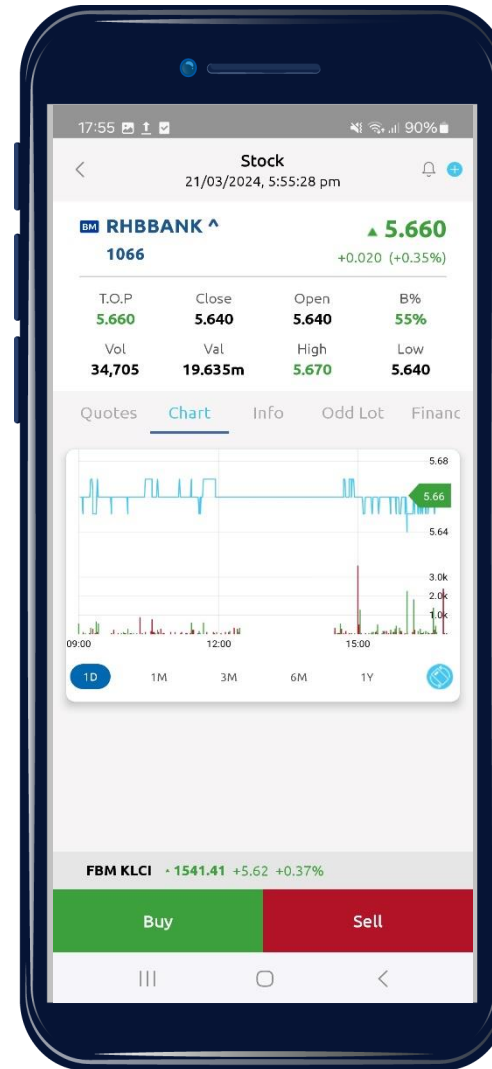 17:55 90%
Stock
21/03/2024, 5:55:28 pm
BM RHBBANK ^ ▲ 5.660
1066 +0.020 (+0.35%)
T.O.P Close Open B%
5.660 5.640 5.640 55%
Vol Val High Low
34,705 19.635m 5.670 5.640
Quotes Chart Info Odd Lot Financ
5.68
5.66
5.64
3.0k
2.0k
1.0k
09:00 12:00 15:00
1D 1M 3M 6M 1Y
FBM KLCI 1541.41 +5.62 +0.37%
Buy Sell